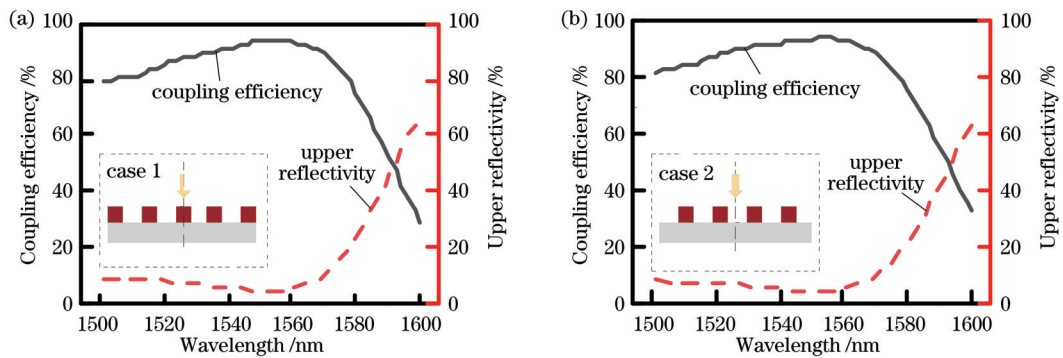 (a)
100
80
60
40
20
0
Coupling efficiency /%
1500
1520
1540
1560
1580
1600
Wavelength /nm
100
80
60
40
20
0
Upper reflectivity /%
coupling efficiency
upper
reflectivity
case 1
(b)
100
80
60
40
20
0
Coupling efficiency /%
1500
1520
1540
1560
1580
1600
Wavelength /nm
100
80
60
40
20
0
Upper reflectivity /%
coupling efficiency
upper
reflectivity
case 2